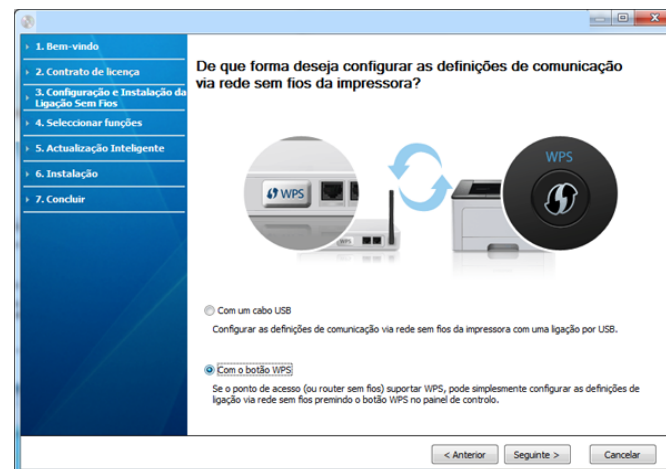 1. Bem-vindo
2. Contrato de licença
3. Configuração e Instalação da
Ligação Sem Fios
4. Seleccionar funções
5. Actualização Inteligente
6. Instalação
7. Concluir
De que forma deseja configurar as definições de comunicação
via rede sem fios da impressora?
WPS
WPS
WPS
Com um cabo USB
Configurar as definições de comunicação via rede sem fios da impressora com uma ligação por USB.
Com o botão WPS
Se o ponto de acesso (ou router sem fios) suportar WPS, pode simplesmente configurar as definições de
ligação via rede sem fios premindo o botão WPS no painel de controlo.
< Anterior Seguinte > Cancelar